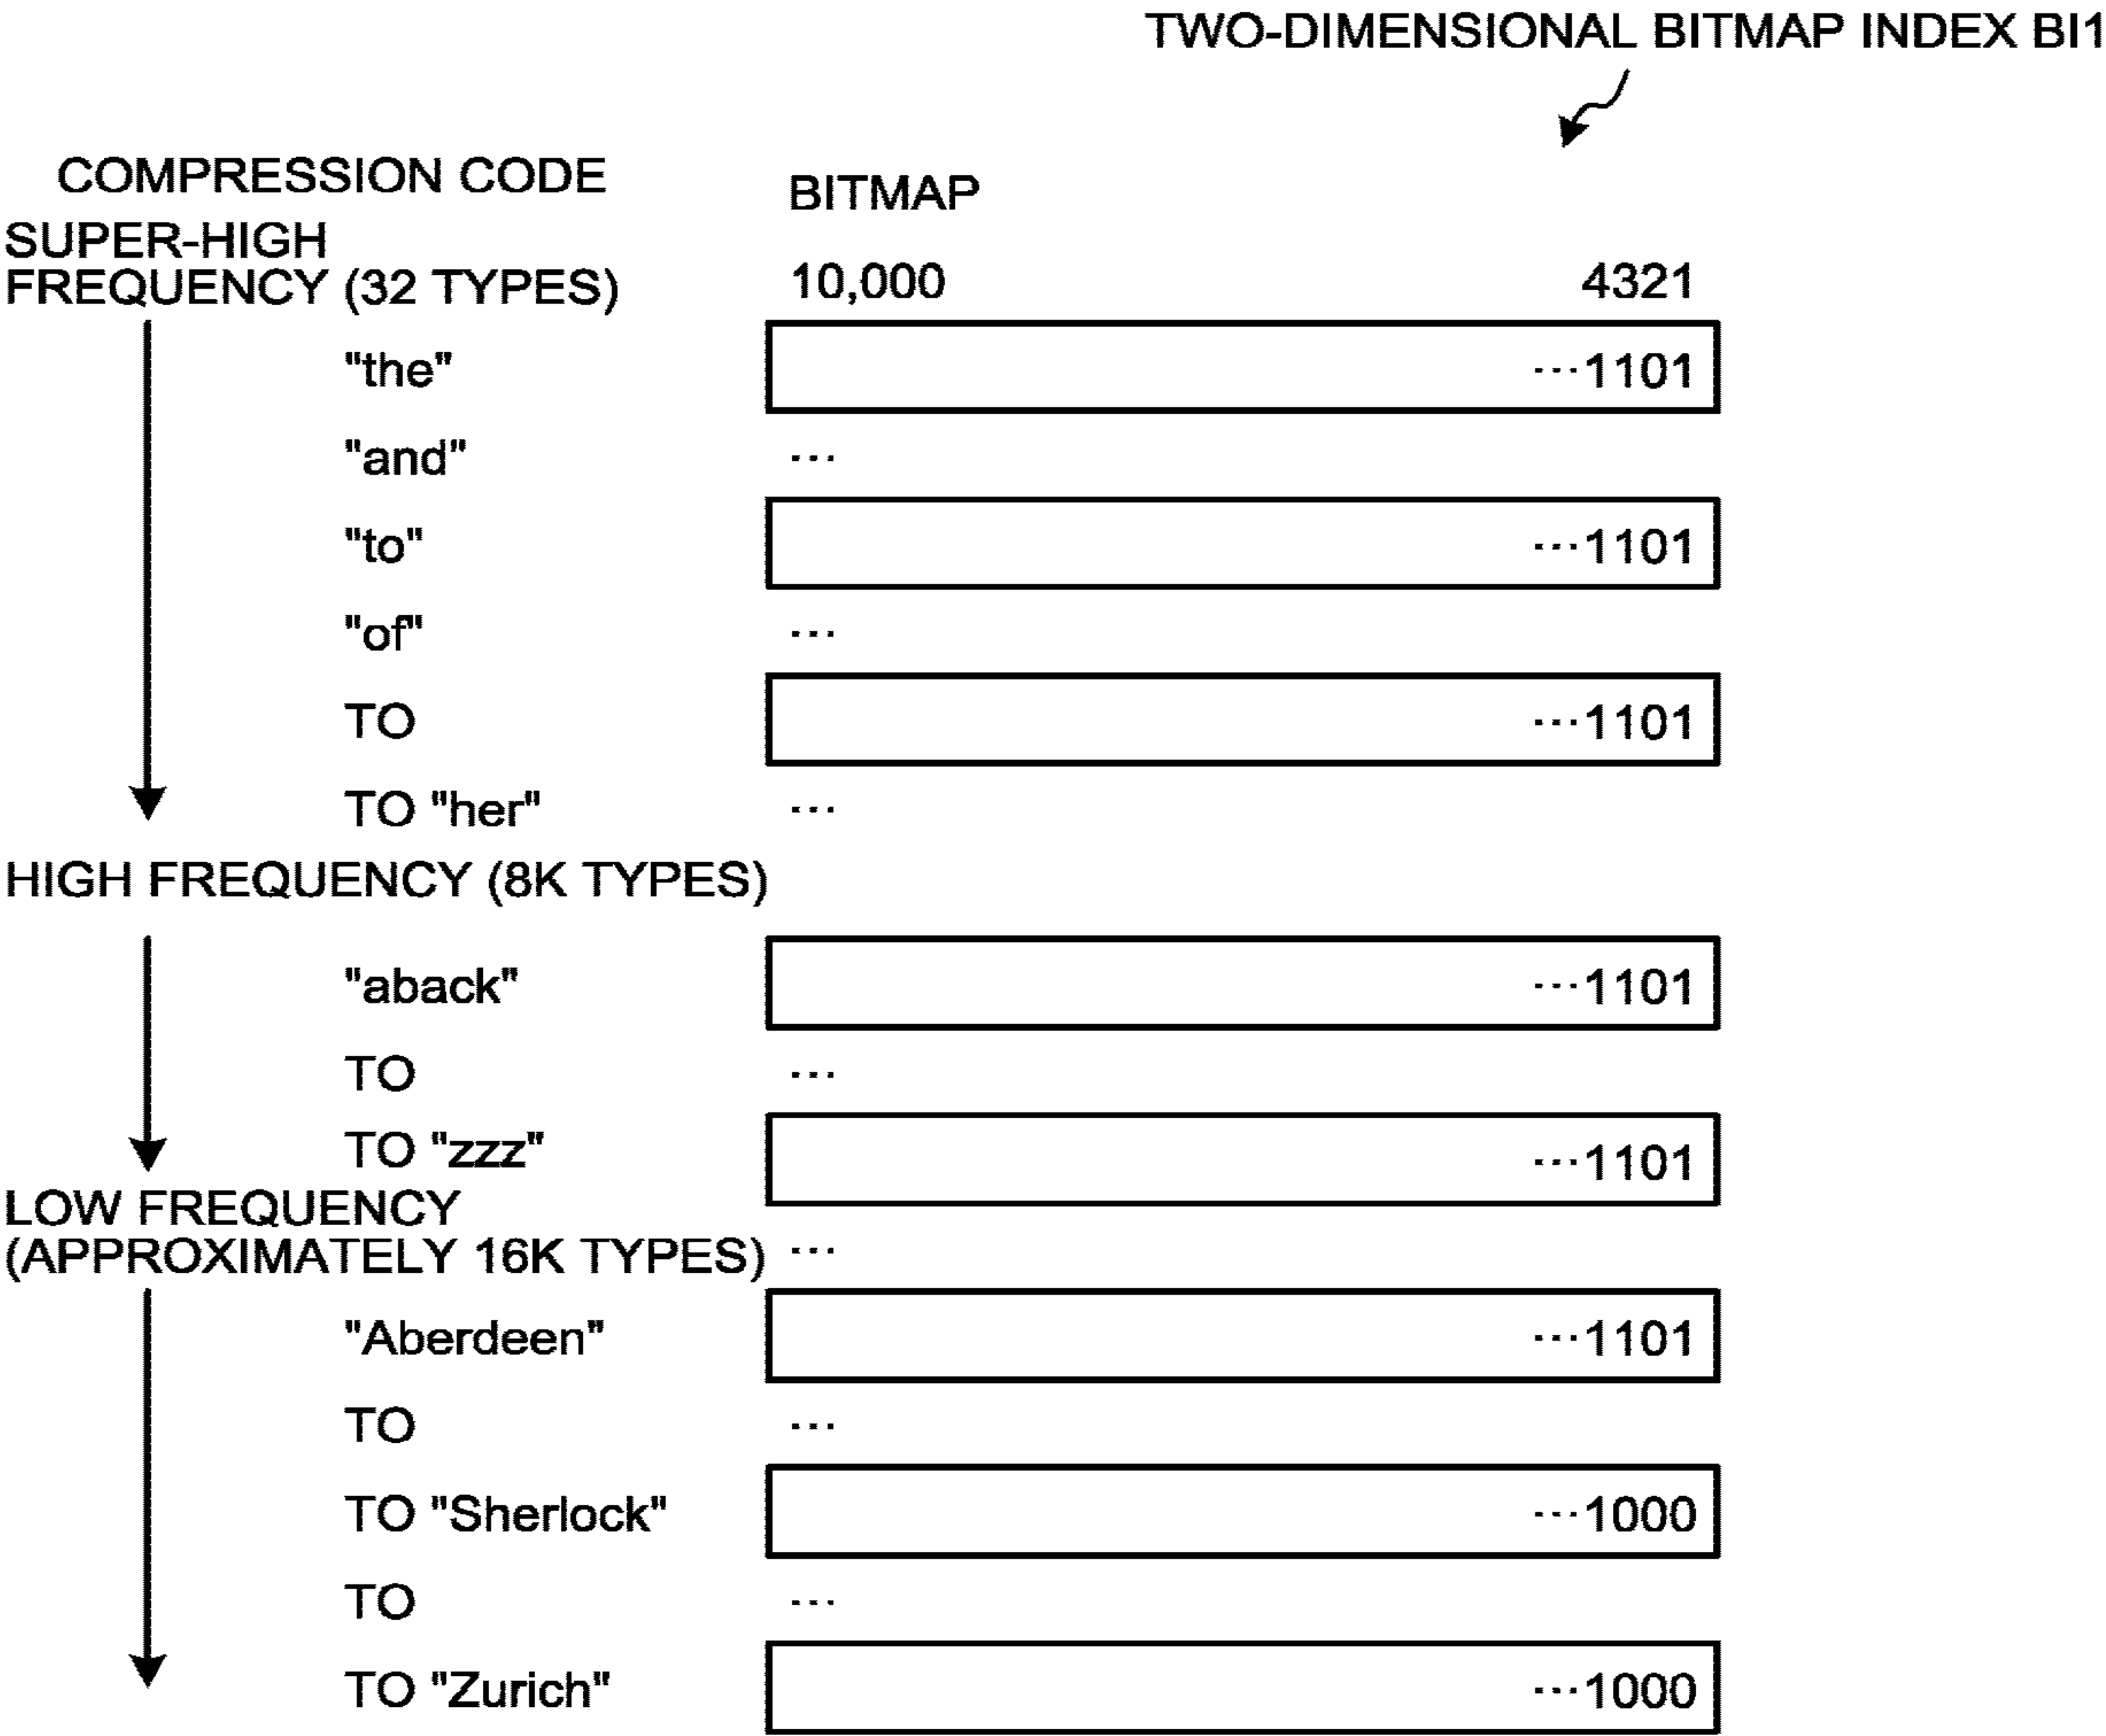 TWO-DIMENSIONAL BITMAP INDEX BI1
COMPRESSION CODE
BITMAP
SUPER-HIGH
FREQUENCY (32 TYPES)
10,000 4321
"the" ···1101
"and" ···
"to" ···1101
"of" ···
TO ···1101
TO "her" ···
HIGH FREQUENCY (8K TYPES)
"aback" ···1101
TO ···
TO "zzz" ···1101
LOW FREQUENCY
(APPROXIMATELY 16K TYPES) ···
"Aberdeen" ···1101
TO ···
TO "Sherlock" ···1000
TO ···
TO "Zurich" ···1000